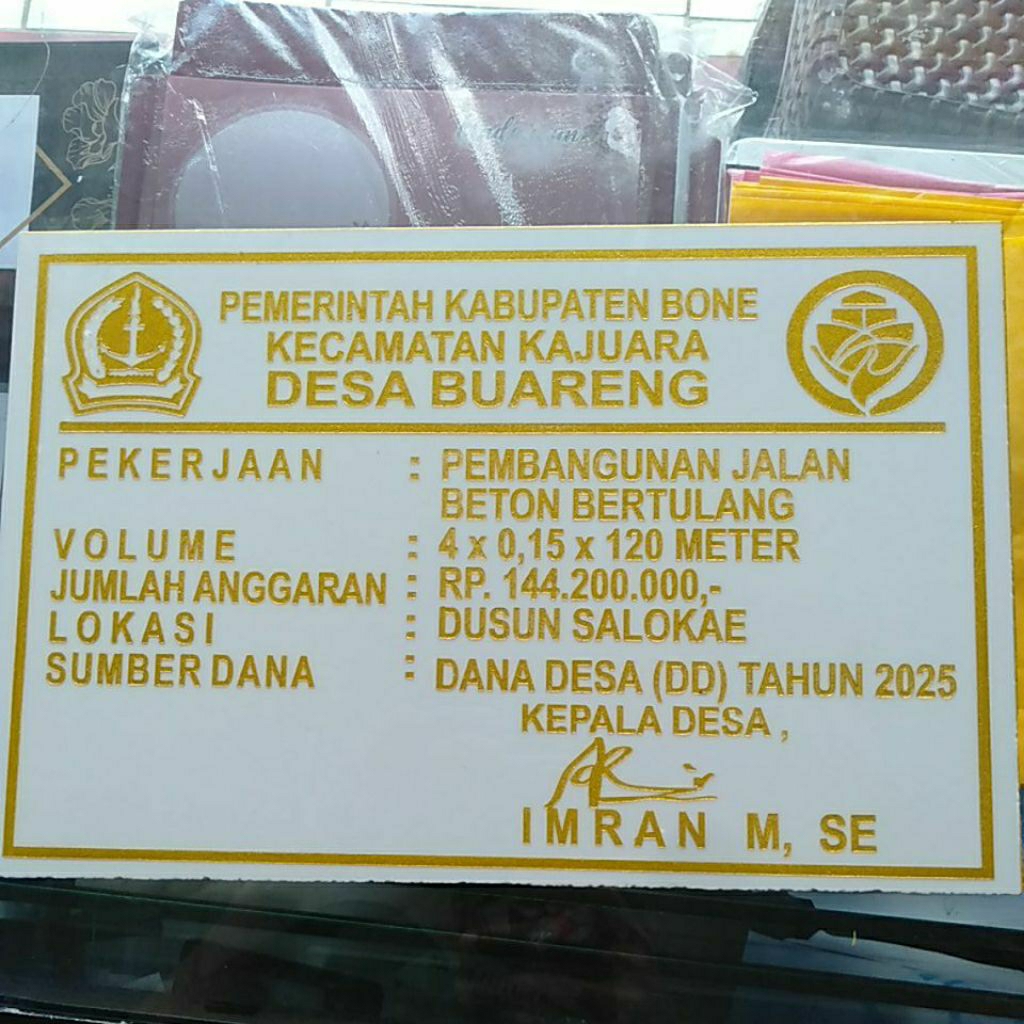 PEMERINTAH KABUPATEN BONE
KECAMATAN KAJUARA
DESA BUARENG
PEKERJAAN : PEMBANGUNAN JALAN
BETON BERTULANG
VOLUME : 4 x 0,15 x 120 METER
JUMLAH ANGGARAN : RP. 144.200.000,-
LOKASI : DUSUN SALOKAE
SUMBER DANA : DANA DESA (DD) TAHUN 2025
KEPALA DESA ,
IMRAN M, SE